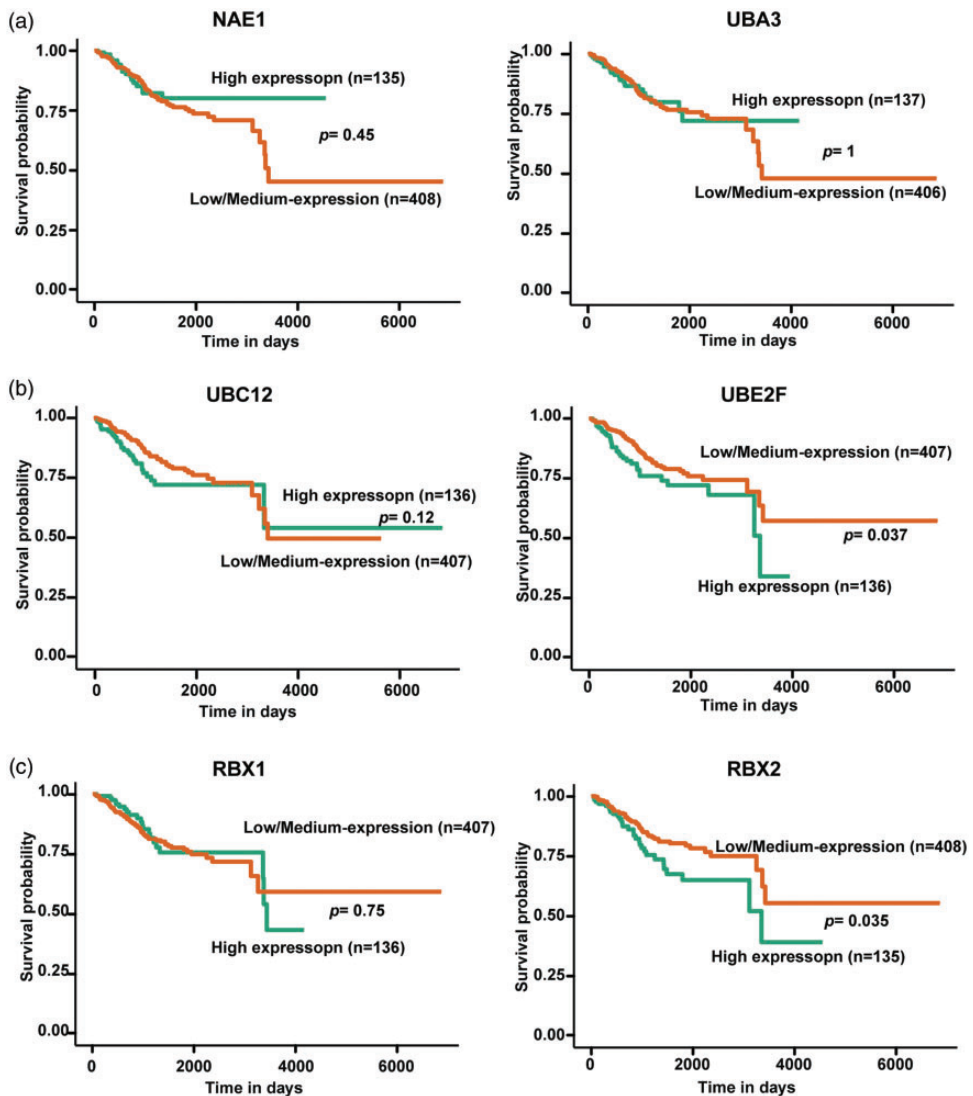 (a)
NAE1
Survival probability
1.00
0.75
0.50
0.25
0.00
High expressopn (n=135)
p= 0.45
Low/Medium-expression (n=408)
0 2000 4000 6000
Time in days
UBA3
Survival probability
1.00
0.75
0.50
0.25
0.00
High expressopn (n=137)
p= 1
Low/Medium-expression (n=406)
0 2000 4000 6000
Time in days
(b)
UBC12
Survival probability
1.00
0.75
0.50
0.25
0.00
High expressopn (n=136)
p= 0.12
Low/Medium-expression (n=407)
0 2000 4000 6000
Time in days
UBE2F
Survival probability
1.00
0.75
0.50
0.25
0.00
Low/Medium-expression (n=407)
p= 0.037
High expressopn (n=136)
0 2000 4000 6000
Time in days
(c)
RBX1
Survival probability
1.00
0.75
0.50
0.25
0.00
Low/Medium-expression (n=407)
p= 0.75
High expressopn (n=136)
0 2000 4000 6000
Time in days
RBX2
Survival probability
1.00
0.75
0.50
0.25
0.00
Low/Medium-expression (n=408)
p= 0.035
High expressopn (n=135)
0 2000 4000 6000
Time in days